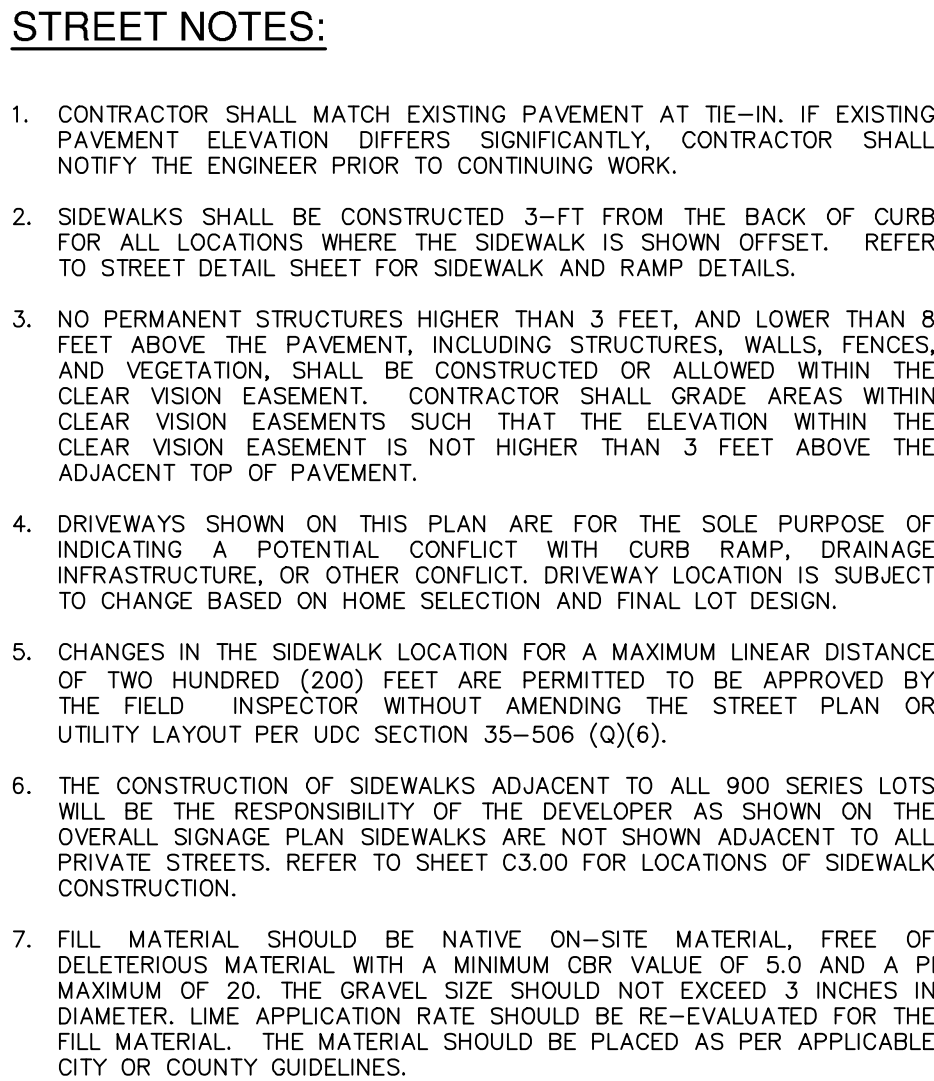 STREET NOTES:
1. CONTRACTOR SHALL MATCH EXISTING PAVEMENT AT TIE–IN. IF EXISTING
PAVEMENT ELEVATION DIFFERS SIGNIFICANTLY, CONTRACTOR SHALL
NOTIFY THE ENGINEER PRIOR TO CONTINUING WORK.
2. SIDEWALKS SHALL BE CONSTRUCTED 3–FT FROM THE BACK OF CURB
FOR ALL LOCATIONS WHERE THE SIDEWALK IS SHOWN OFFSET. REFER
TO STREET DETAIL SHEET FOR SIDEWALK AND RAMP DETAILS.
3. NO PERMANENT STRUCTURES HIGHER THAN 3 FEET, AND LOWER THAN 8
FEET ABOVE THE PAVEMENT, INCLUDING STRUCTURES, WALLS, FENCES,
AND VEGETATION, SHALL BE CONSTRUCTED OR ALLOWED WITHIN THE
CLEAR VISION EASEMENT. CONTRACTOR SHALL GRADE AREAS WITHIN
CLEAR VISION EASEMENTS SUCH THAT THE ELEVATION WITHIN THE
CLEAR VISION EASEMENT IS NOT HIGHER THAN 3 FEET ABOVE THE
ADJACENT TOP OF PAVEMENT.
4. DRIVEWAYS SHOWN ON THIS PLAN ARE FOR THE SOLE PURPOSE OF
INDICATING A POTENTIAL CONFLICT WITH CURB RAMP, DRAINAGE
INFRASTRUCTURE, OR OTHER CONFLICT. DRIVEWAY LOCATION IS SUBJECT
TO CHANGE BASED ON HOME SELECTION AND FINAL LOT DESIGN.
5. CHANGES IN THE SIDEWALK LOCATION FOR A MAXIMUM LINEAR DISTANCE
OF TWO HUNDRED (200) FEET ARE PERMITTED TO BE APPROVED BY
THE FIELD INSPECTOR WITHOUT AMENDING THE STREET PLAN OR
UTILITY LAYOUT PER UDC SECTION 35–506 (Q)(6).
6. THE CONSTRUCTION OF SIDEWALKS ADJACENT TO ALL 900 SERIES LOTS
WILL BE THE RESPONSIBILITY OF THE DEVELOPER AS SHOWN ON THE
OVERALL SIGNAGE PLAN SIDEWALKS ARE NOT SHOWN ADJACENT TO ALL
PRIVATE STREETS. REFER TO SHEET C3.00 FOR LOCATIONS OF SIDEWALK
CONSTRUCTION.
7. FILL MATERIAL SHOULD BE NATIVE ON–SITE MATERIAL, FREE OF
DELETERIOUS MATERIAL WITH A MINIMUM CBR VALUE OF 5.0 AND A PI
MAXIMUM OF 20. THE GRAVEL SIZE SHOULD NOT EXCEED 3 INCHES IN
DIAMETER. LIME APPLICATION RATE SHOULD BE RE–EVALUATED FOR THE
FILL MATERIAL. THE MATERIAL SHOULD BE PLACED AS PER APPLICABLE
CITY OR COUNTY GUIDELINES.